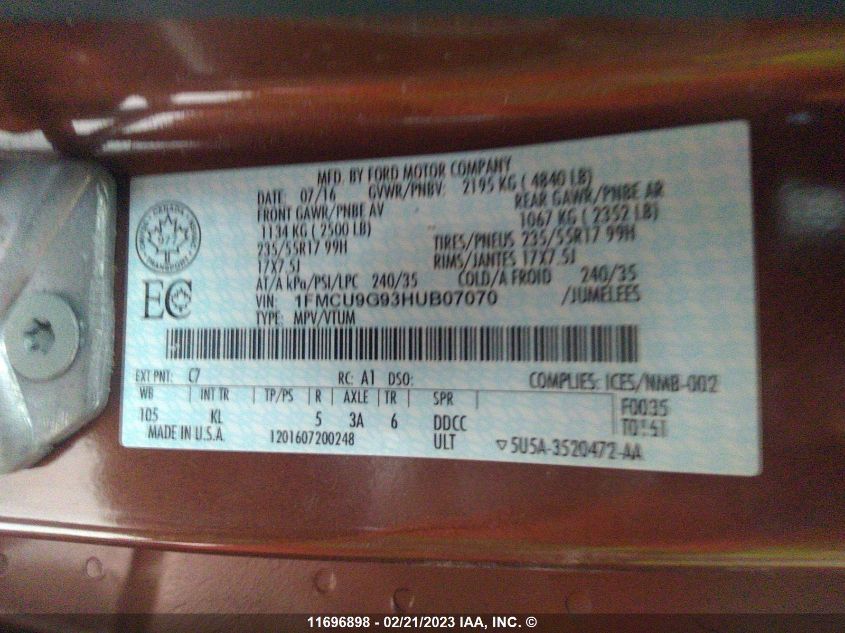 MFD. BY FORD MOTOR COMPANY
DATE: 07/16 GVWR/PNBV: 2195 KG ( 4840 LB)
FRONT GAWR/PNBE AV REAR GAWR/PNBE AR
1134 KG ( 2500 LB) 1067 KG ( 2352 LB)
235/55R17 99H TIRES/PNEUS 235/55R17 99H
17X7.5J RIMS/JANTES 17X7.5J
AT/A kPa/PSI/LPC 240/35 COLD/A FROID 240/35
VIN: 1FMCU9G93HUB07070 /JUMELEES
TYPE: MPV/VTUM
CANADA
TRANSPORT
EC
EXT PNT: C7 RC: A1 DSO: COMPLIES: ICES/NMB-002
WB INT TR TP/PS R AXLE TR SPR F0035
105 KL 5 3A 6 DDCC
MADE IN U.S.A. 1201607200248 ULT ▽5U5A-3520472-AA
11696898 - 02/21/2023 IAA, INC. ©